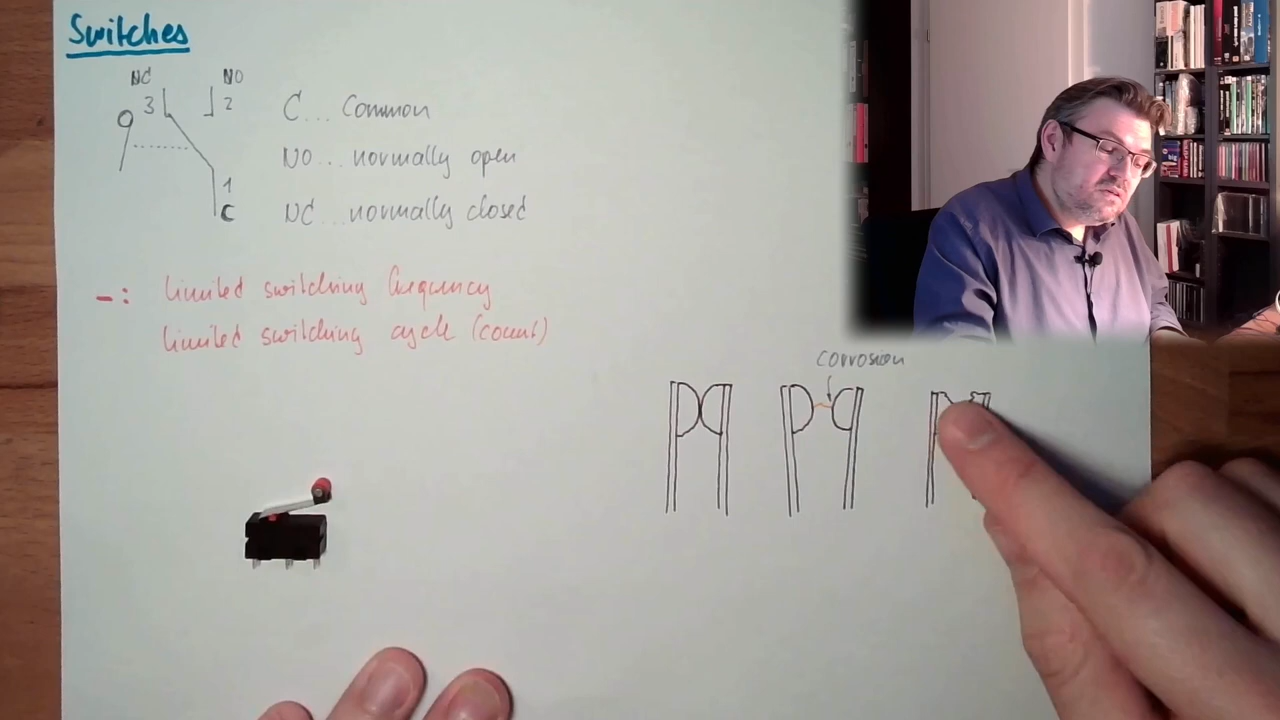 Switches
NC NO
3 2
C... Common
NO... normally open
1
C
NC... normally closed
-: limited switching frequency
limited switching cycle (count)
corrosion